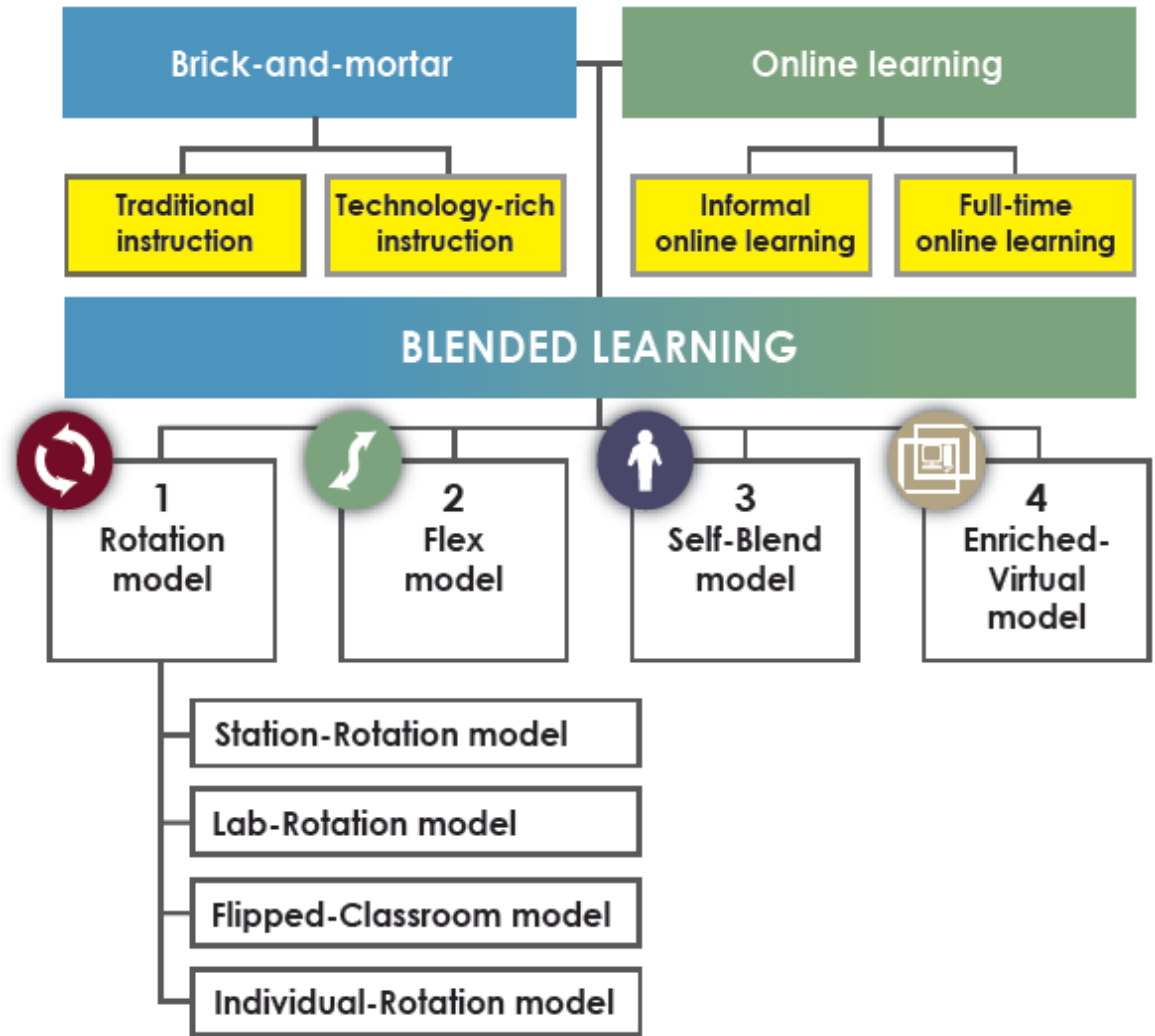 Brick-and-mortar
Online learning
Traditional
instruction
Technology-rich
instruction
Informal
online learning
Full-time
online learning
BLENDED LEARNING
1
Rotation
model
2
Flex
model
3
Self-Blend
model
4
Enriched-
Virtual
model
Station-Rotation model
Lab-Rotation model
Flipped-Classroom model
Individual-Rotation model